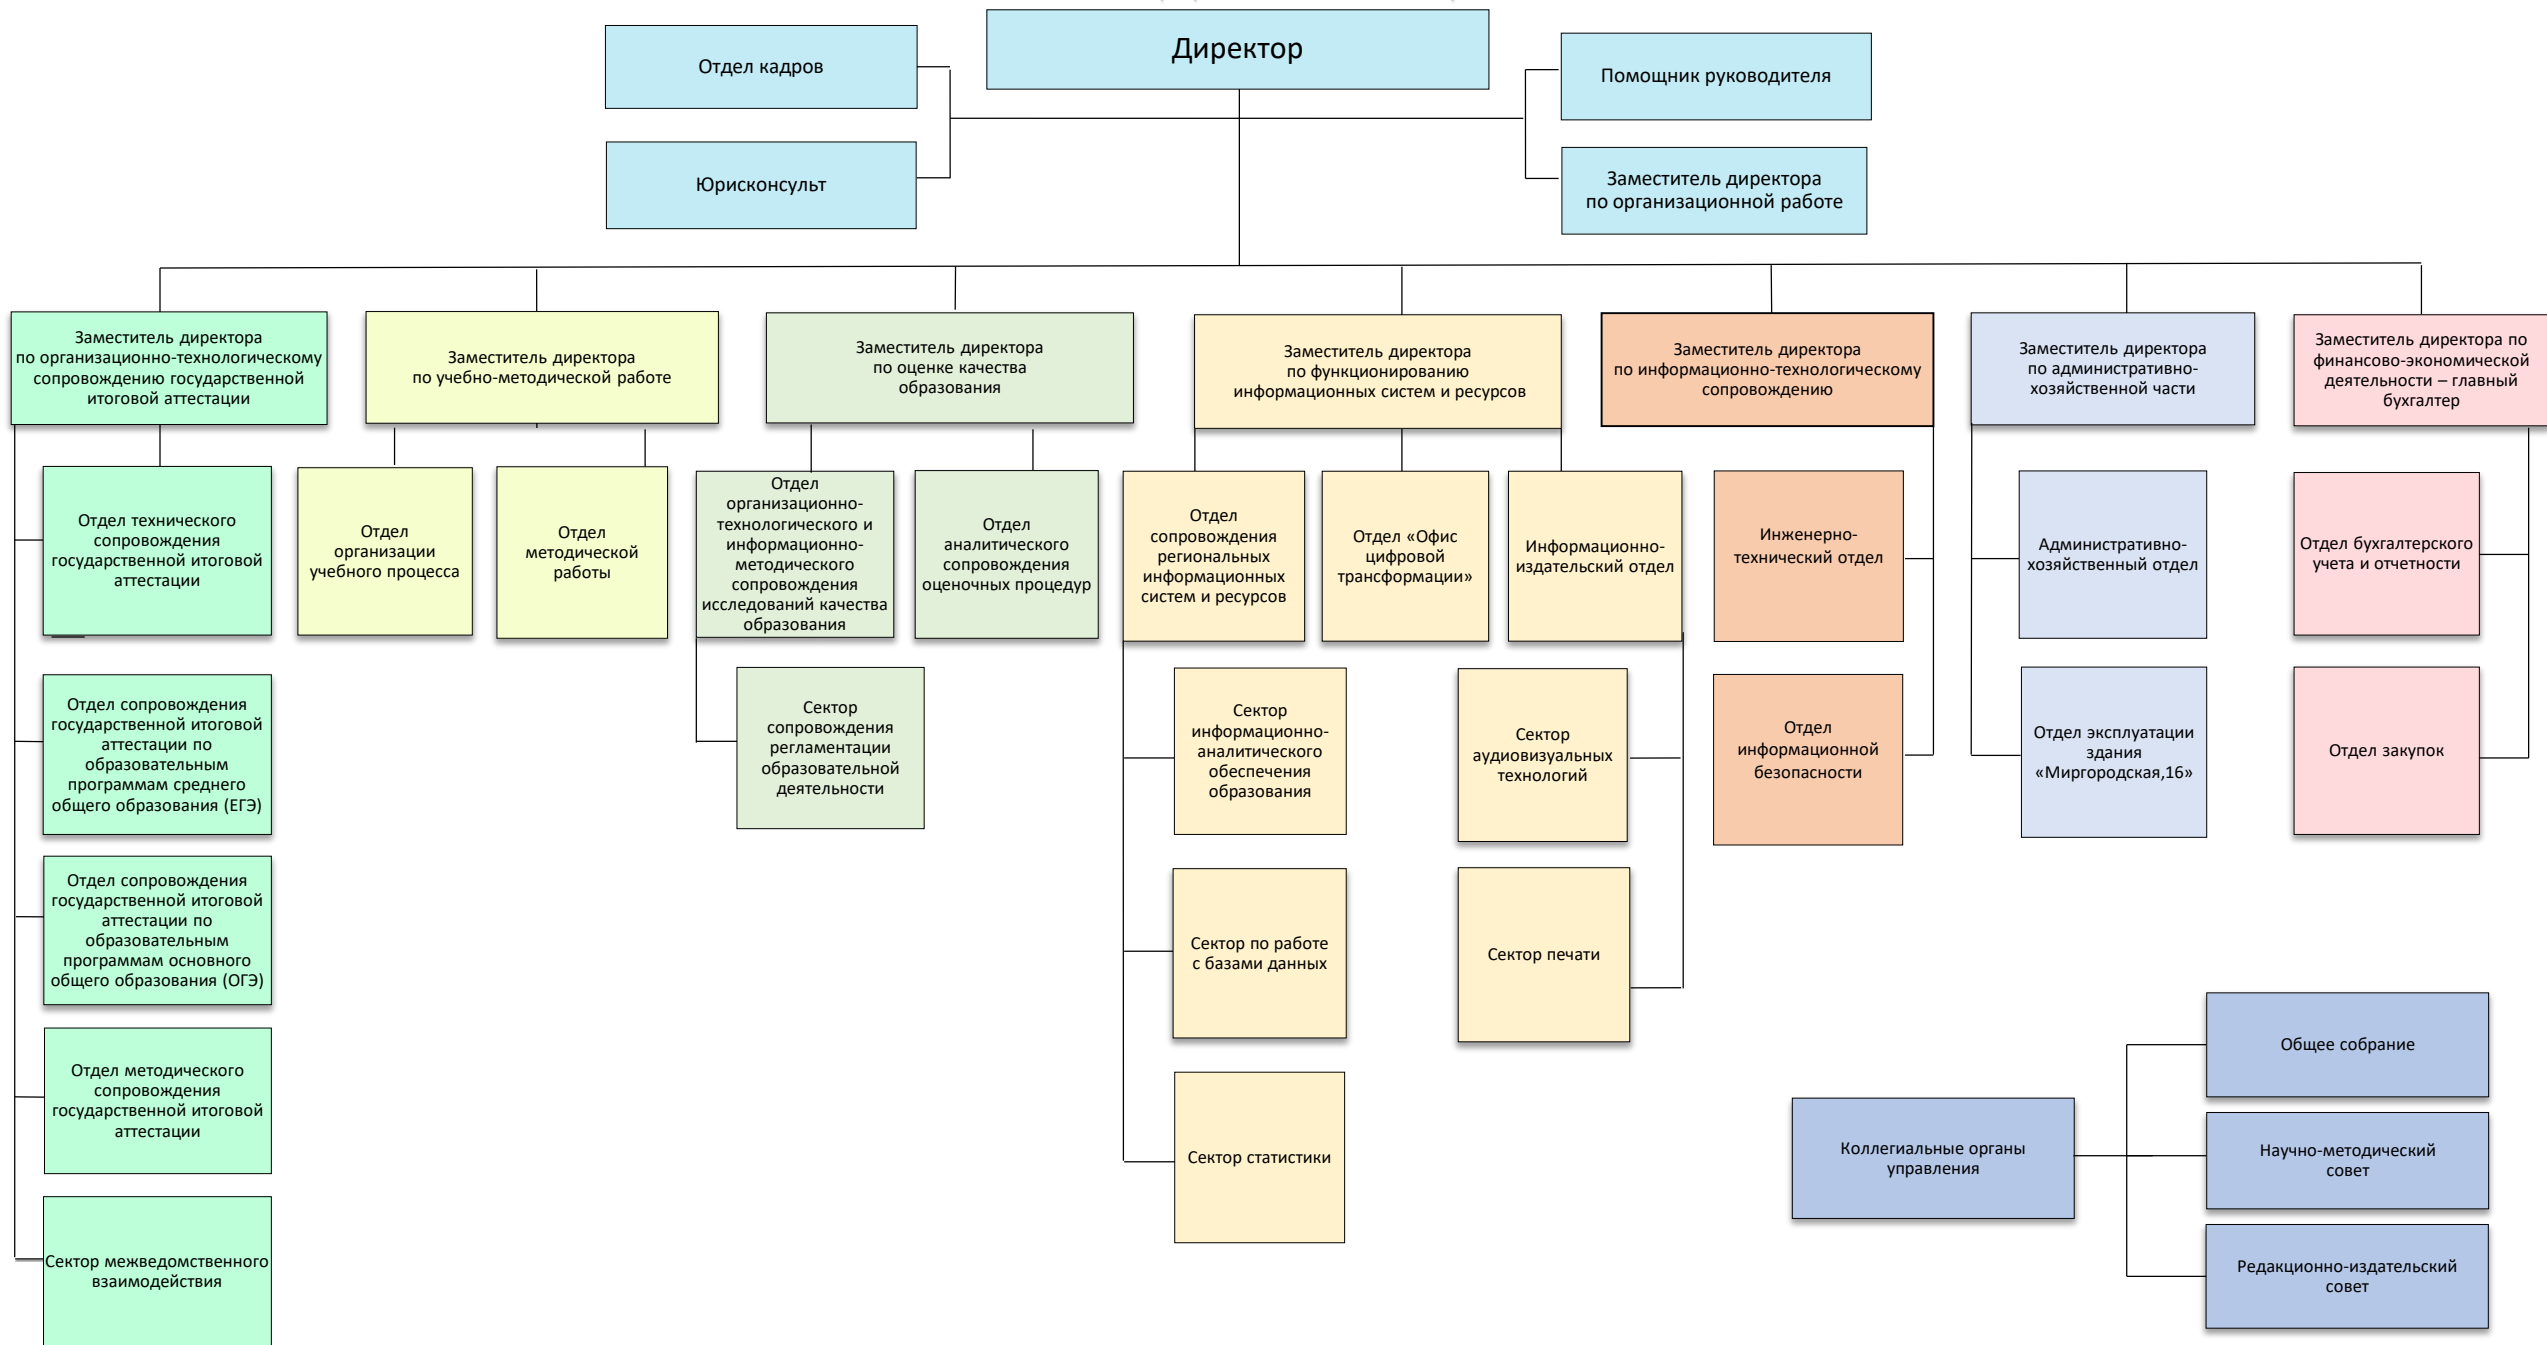 Директор
Отдел кадров
Помощник руководителя
Юрисконсульт
Заместитель директора
по организационной работе
Заместитель директора
по организационно-технологическому
сопровождению государственной
итоговой аттестации
Заместитель директора
по учебно-методической работе
Заместитель директора
по оценке качества
образования
Заместитель директора
по функционированию
информационных систем и ресурсов
Заместитель директора
по информационно-технологическому
сопровождению
Заместитель директора
по административно-
хозяйственной части
Заместитель директора по
финансово-экономической
деятельности – главный
бухгалтер
Отдел технического
сопровождения
государственной итоговой
аттестации
Отдел
организации
учебного процесса
Отдел
методической
работы
Отдел
организационно-
технологического и
информационно-
методического
сопровождения
исследований качества
образования
Отдел
аналитического
сопровождения
оценочных процедур
Отдел
сопровождения
региональных
информационных
систем и ресурсов
Отдел «Офис
цифровой
трансформации»
Информационно-
издательский отдел
Инженерно-
технический отдел
Административно-
хозяйственный отдел
Отдел бухгалтерского
учета и отчетности
Отдел сопровождения
государственной итоговой
аттестации по
образовательным
программам среднего
общего образования (ЕГЭ)
Сектор
сопровождения
регламентации
образовательной
деятельности
Сектор
информационно-
аналитического
обеспечения
образования
Сектор
аудиовизуальных
технологий
Отдел
информационной
безопасности
Отдел эксплуатации
здания
«Миргородская,16»
Отдел закупок
Отдел сопровождения
государственной итоговой
аттестации по
образовательным
программам основного
общего образования (ОГЭ)
Сектор по работе
с базами данных
Сектор печати
Отдел методического
сопровождения
государственной итоговой
аттестации
Сектор статистики
Сектор межведомственного
взаимодействия
Коллегиальные органы
управления
Общее собрание
Научно-методический
совет
Редакционно-издательский
совет